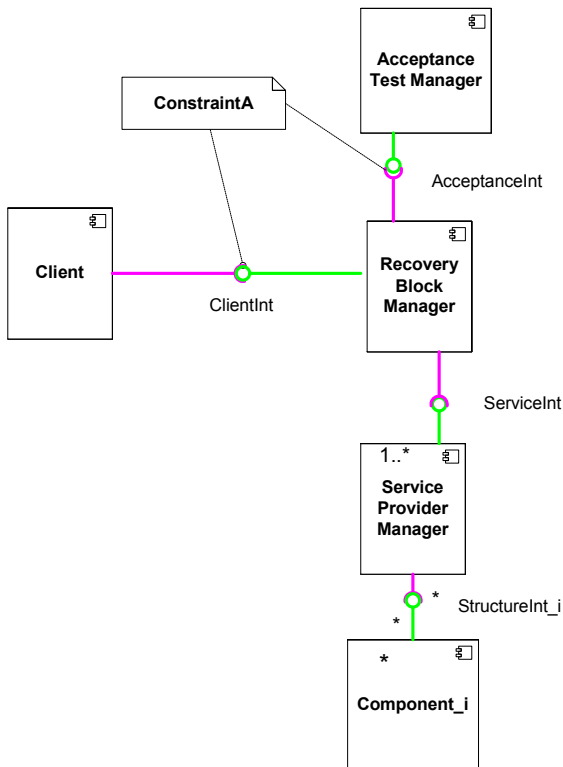 Acceptance
Test Manager
ConstraintA
AcceptanceInt
Client
ClientInt
Recovery
Block
Manager
ServiceInt
1..*
Service
Provider
Manager
*
StructureInt_i
*
*
Component_i